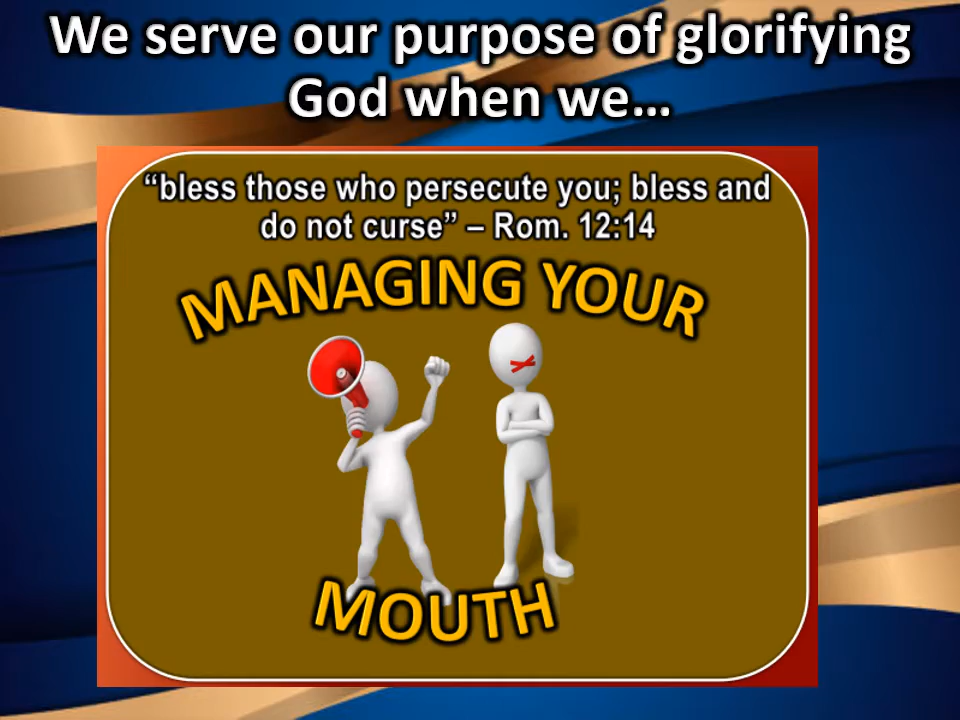 We serve our purpose of glorifying
God when we…
“bless those who persecute you; bless and
do not curse” – Rom. 12:14
MANAGING YOUR
MOUTH